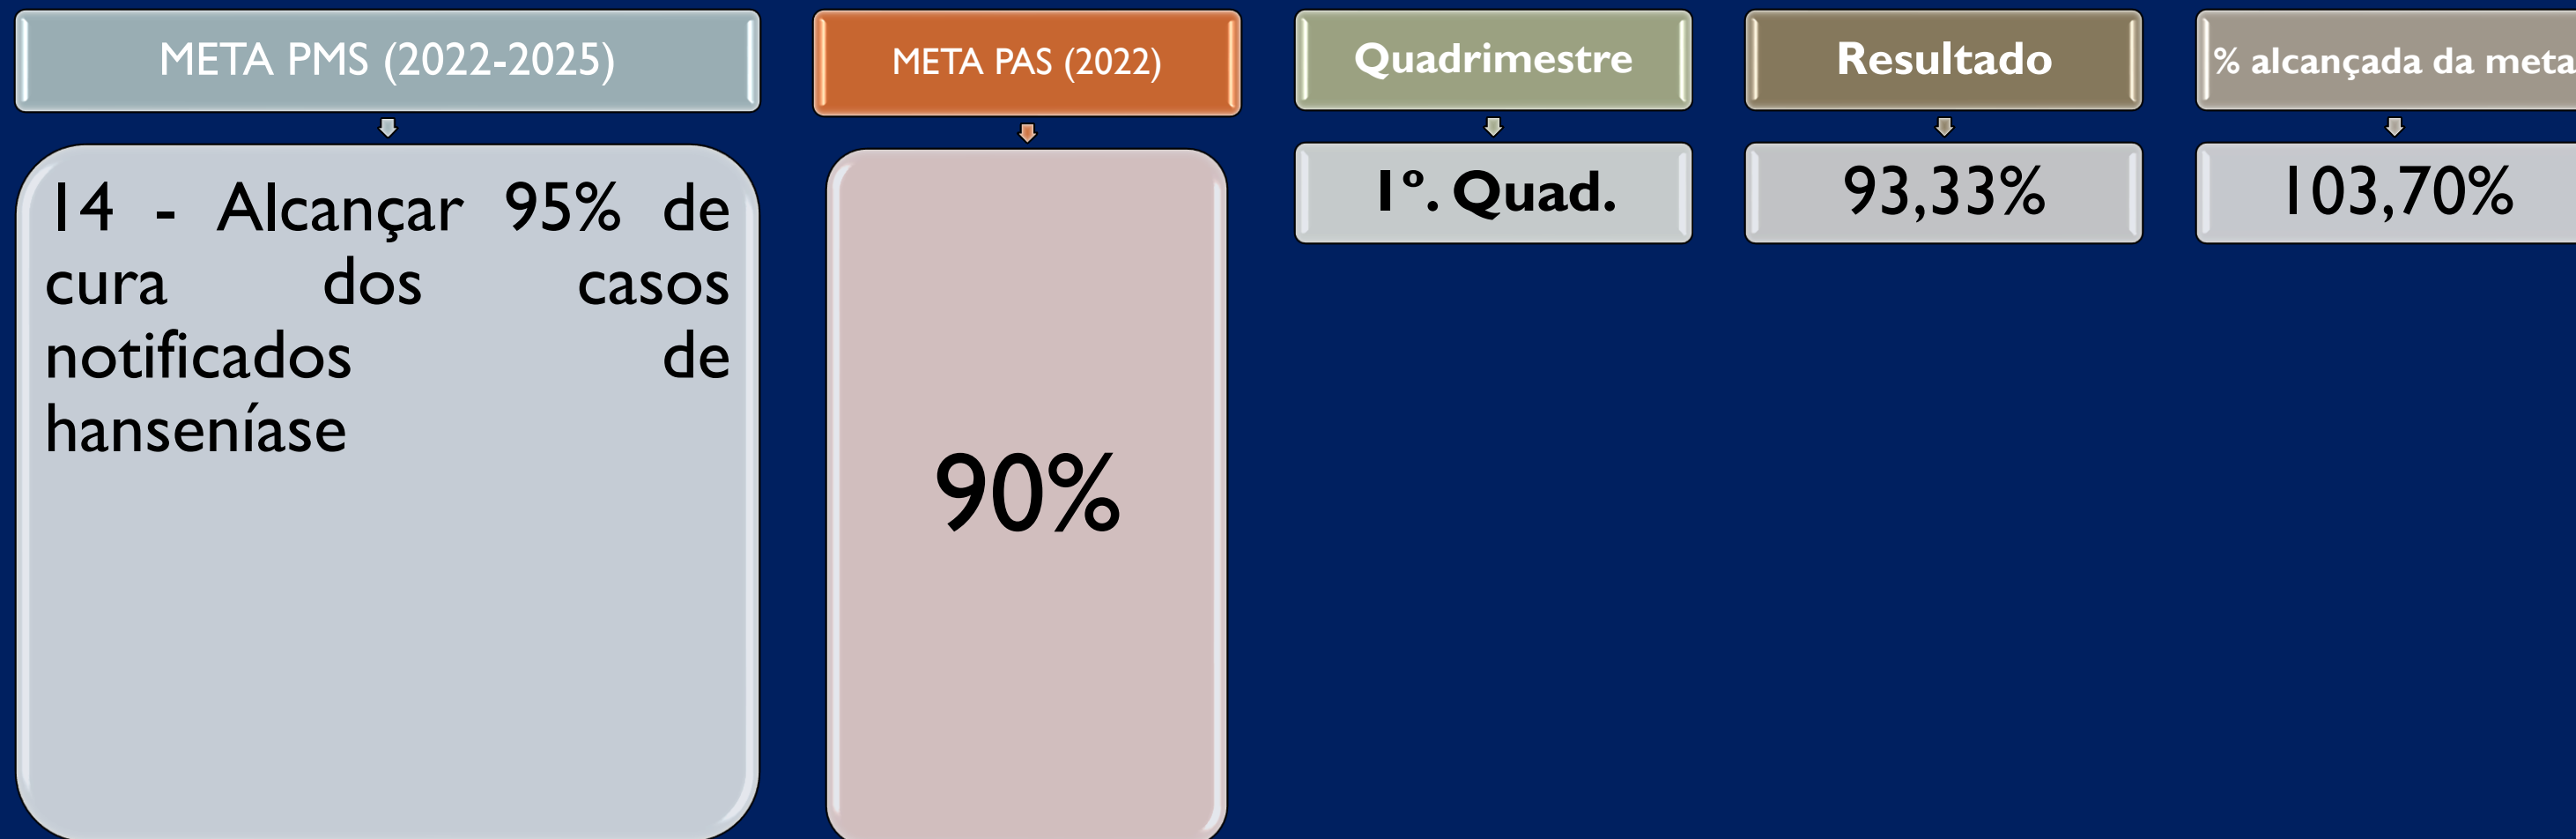 META PMS (2022-2025)
14 - Alcançar 95% de
cura dos casos
notificados de
hanseníase
META PAS (2022)
90%
Quadrimestre
1º. Quad.
Resultado
93,33%
% alcançada da meta
103,70%